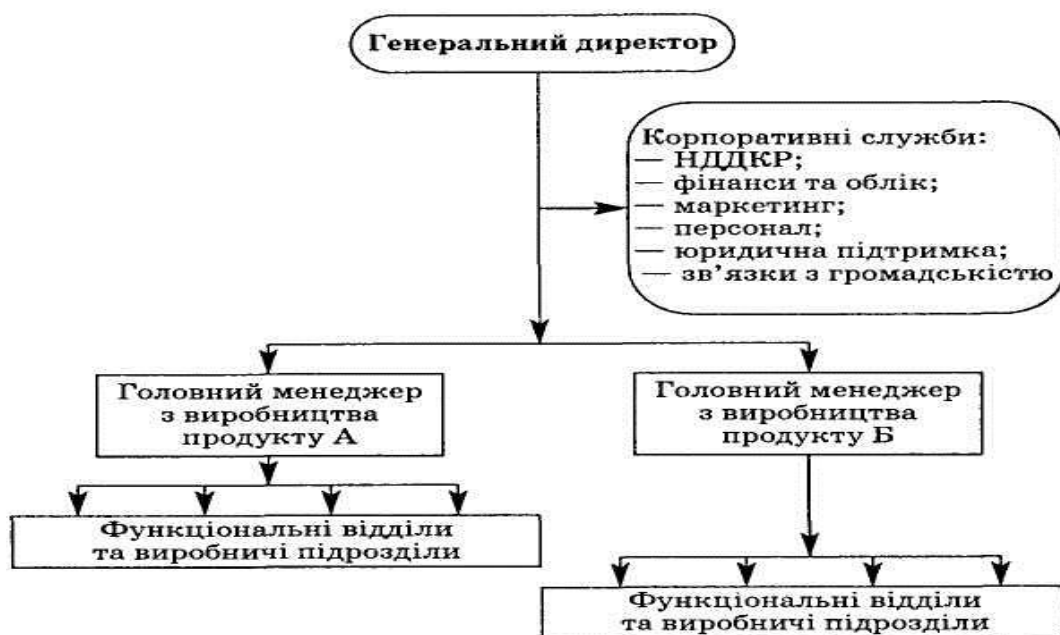 Генеральний директор
Корпоративні служби:
— НДДКР;
— фінанси та облік;
— маркетинг;
— персонал;
— юридична підтримка;
— зв’язки з громадськістю
Головний менеджер
з виробництва
продукту А
Головний менеджер
з виробництва
продукту Б
Функціональні відділи
та виробничі підрозділи
Функціональні відділи
та виробничі підрозділи